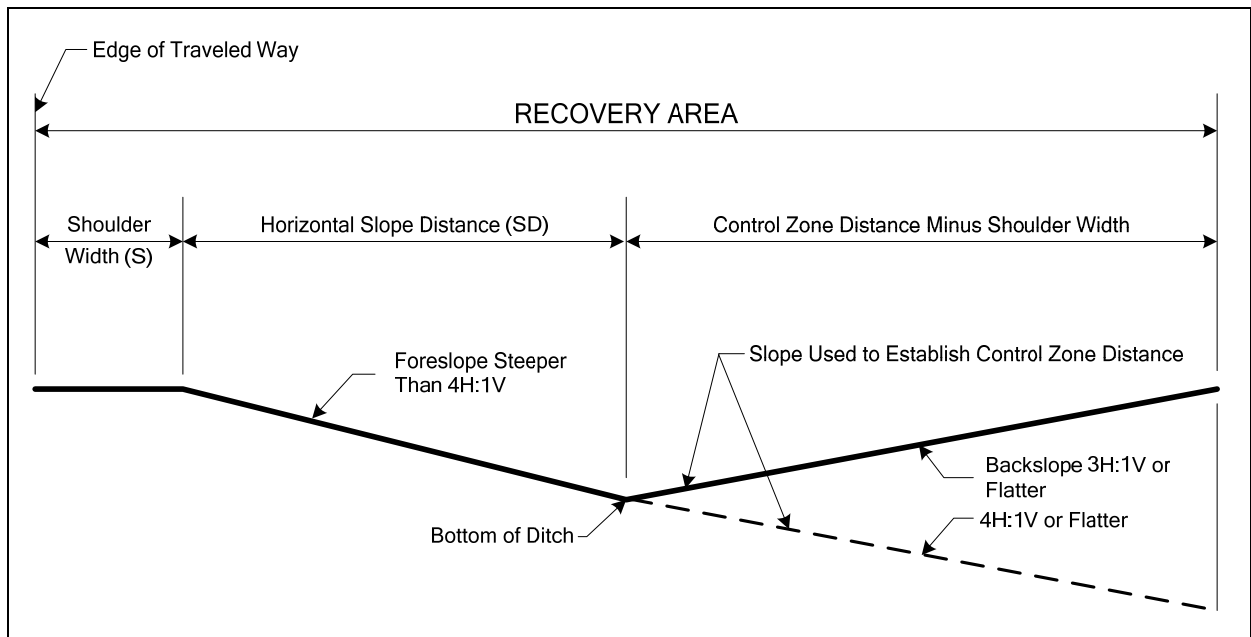 Edge of Traveled Way
RECOVERY AREA
Shoulder
Width (S)
Horizontal Slope Distance (SD)
Control Zone Distance Minus Shoulder Width
Foreslope Steeper
Than 4H:1V
Slope Used to Establish Control Zone Distance
Backslope 3H:1V or
Flatter
4H:1V or Flatter
Bottom of Ditch